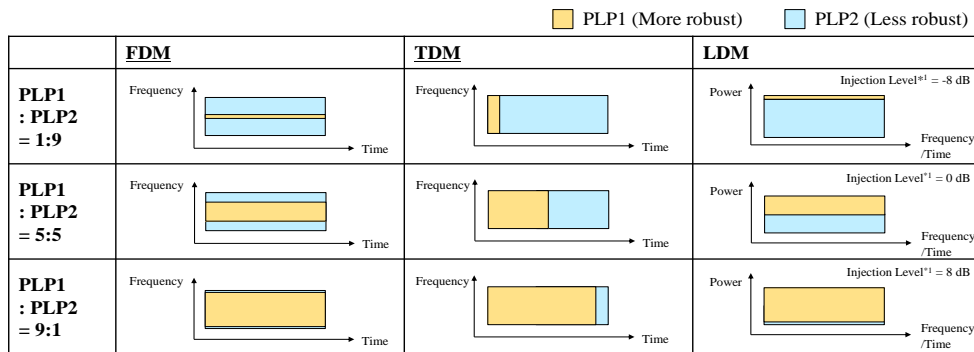 PLP1 (More robust) PLP2 (Less robust)
FDM TDM LDM
PLP1
: PLP2
= 1:9
Frequency
Time
Frequency
Time
Injection Level*1 = -8 dB
Power
Frequency
/Time
PLP1
: PLP2
= 5:5
Frequency
Time
Frequency
Time
Injection Level*1 = 0 dB
Power
Frequency
/Time
PLP1
: PLP2
= 9:1
Frequency
Time
Frequency
Time
Injection Level*1 = 8 dB
Power
Frequency
/Time